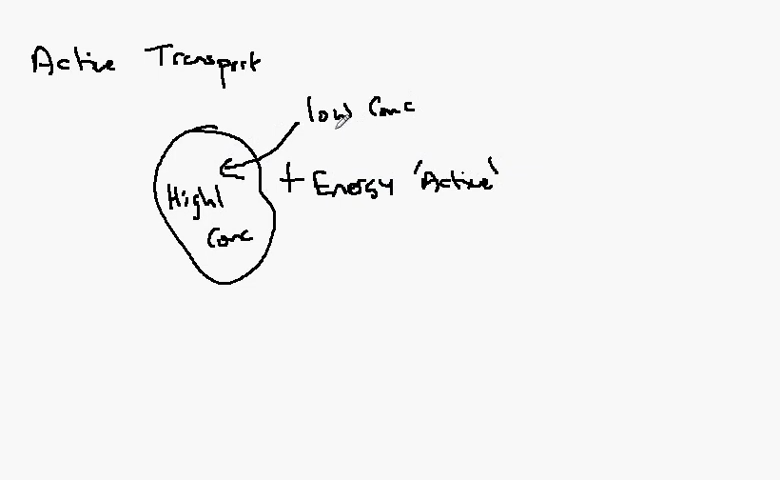 Active Transport
low Conc
+ Energy 'Active'
High
Conc